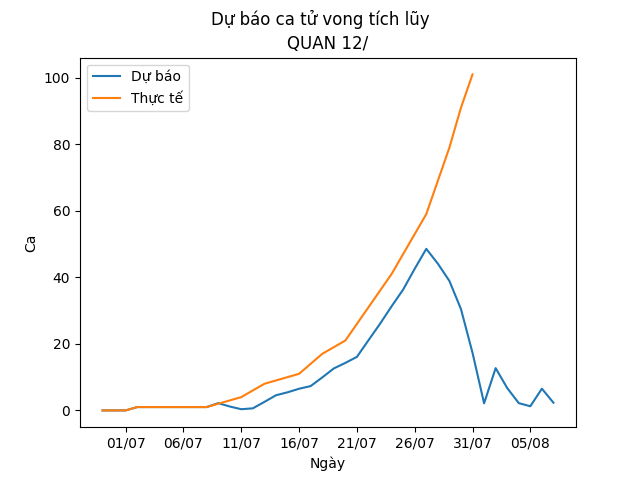 Dự báo ca tử vong tích lũy
QUAN 12/
Dự báo
Thực tế
100
80
60
40
20
0
Ca
01/07 06/07 11/07 16/07 21/07 26/07 31/07 05/08
Ngày